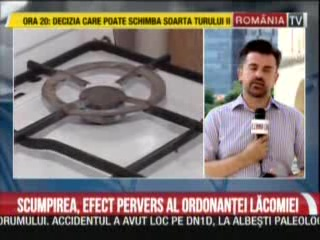 ORA 20: DECIZIA CARE POATE SCHIMBA SOARTA TURULUI II
ROMÂNIA TV
SCUMPIREA, EFECT PERVERS AL ORDONANȚEI LĂCOMIEI
ORUMULUI. ACCIDENTUL A AVUT LOC PE DN1D, LA ALBEȘTI PALEOLOG